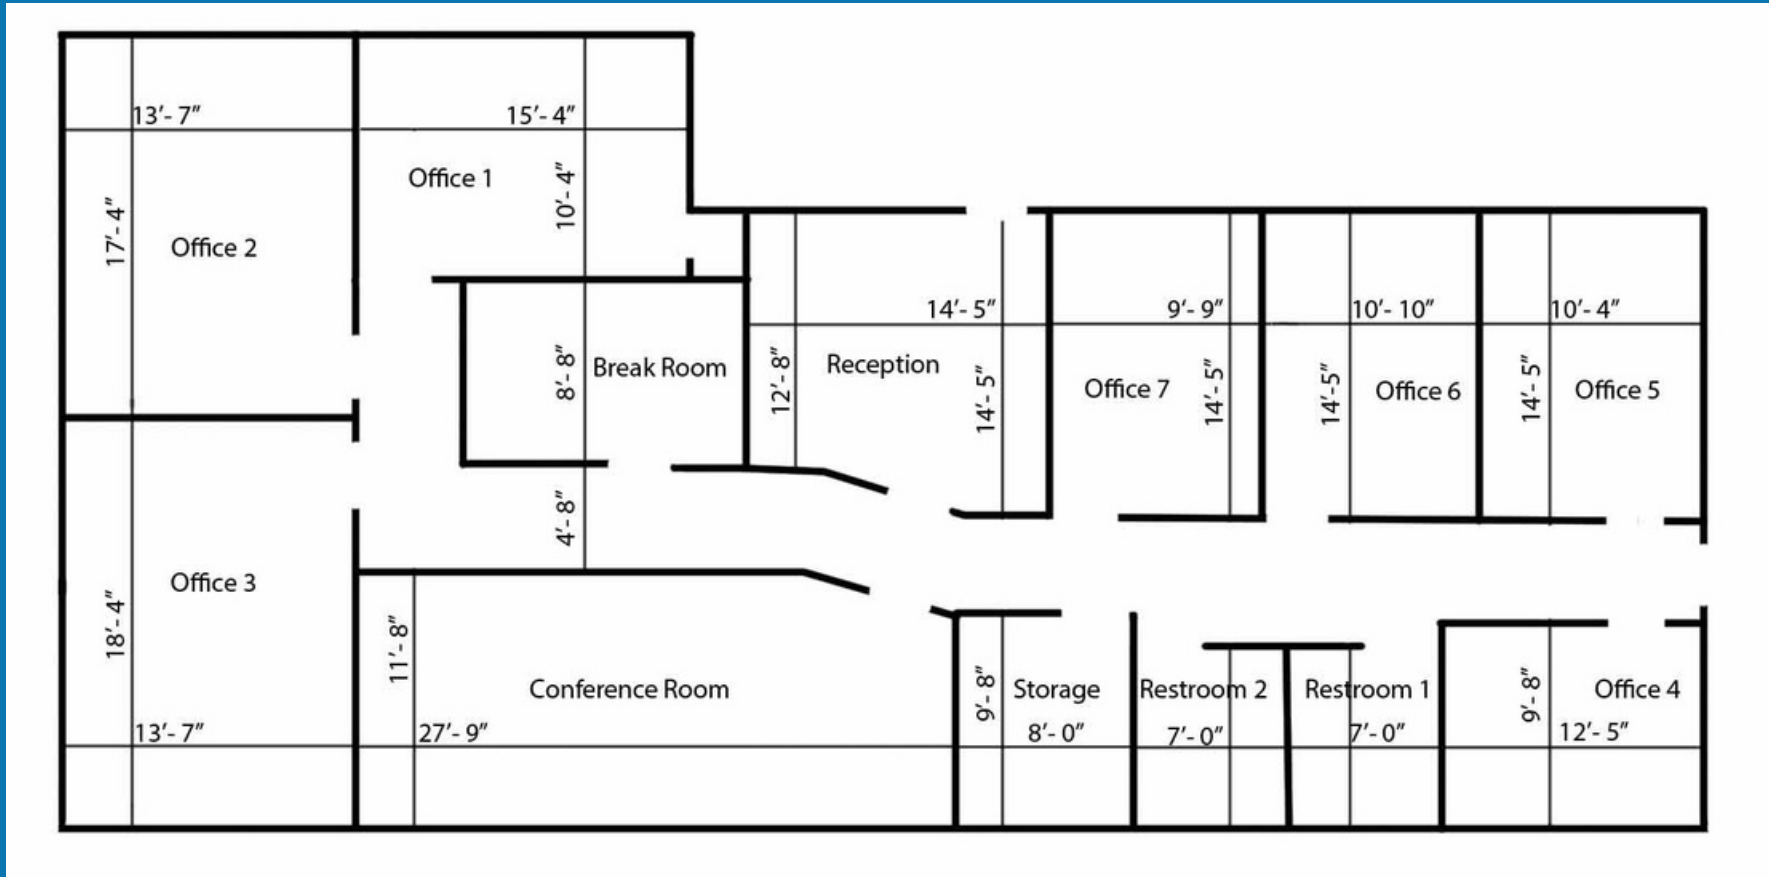 13’- 7”
15’- 4”
Office 1
10’- 4”
17’- 4”
Office 2
14’- 5”
9’- 9”
10’- 10”
10’- 4”
8’- 8”
Break Room
12’- 8”
Reception
14’- 5”
Office 7
14’- 5”
14’-5”
Office 6
14’- 5”
Office 5
4’- 8”
Office 3
18’- 4”
11’- 8”
Conference Room
9’- 8”
Storage
Restroom 2
Restroom 1
9’- 8”
Office 4
13’- 7”
27’- 9”
8’- 0”
7’- 0”
7’- 0”
12’- 5”